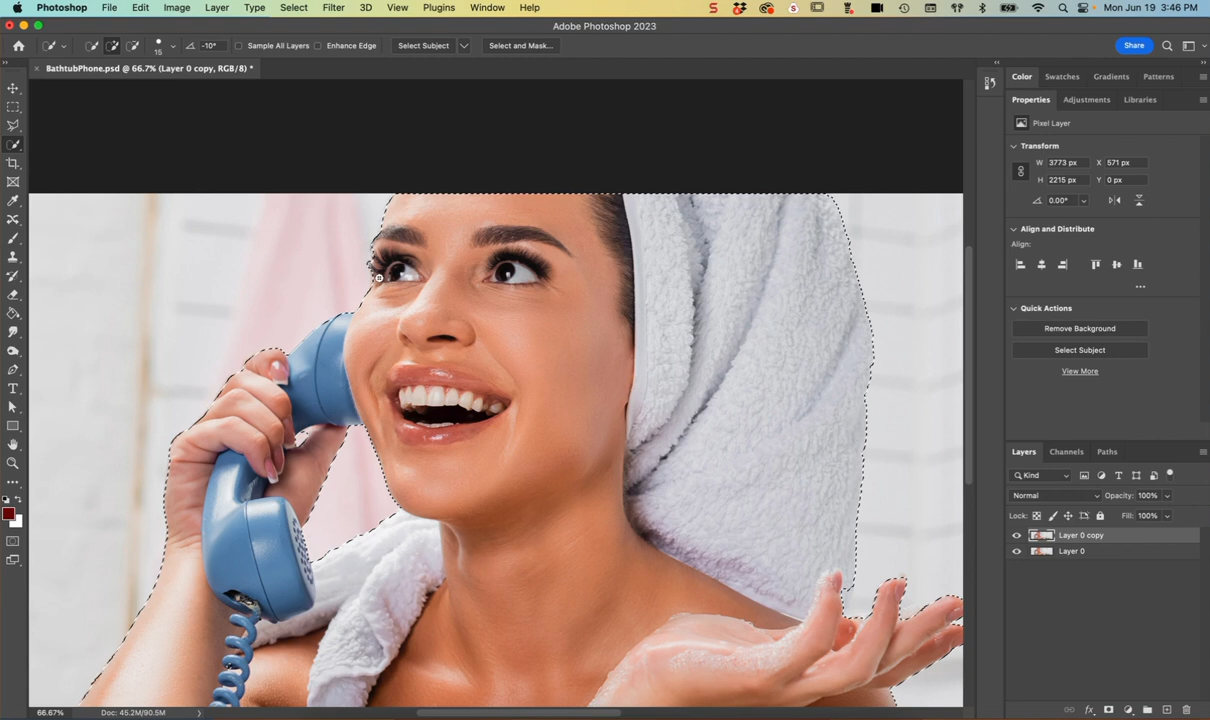 Photoshop File Edit Image Layer Type Select Filter 3D View Plugins Window Help Mon Jun 19 3:46 PM
Adobe Photoshop 2023
15 -10° Sample All Layers Enhance Edge Select Subject Select and Mask... Share
BathtubPhone.psd @ 66.7% (Layer 0 copy, RGB/8) *
Color Swatches Gradients Patterns
Properties Adjustments Libraries
Pixel Layer
Transform
W 3773 px X 571 px
H 2215 px Y 0 px
0.00°
Align and Distribute
Align:
Quick Actions
Remove Background
Select Subject
View More
Layers Channels Paths
Kind
Normal Opacity: 100%
Lock: Fill: 100%
Layer 0 copy
Layer 0
66.67% Doc: 45.2M/90.5M